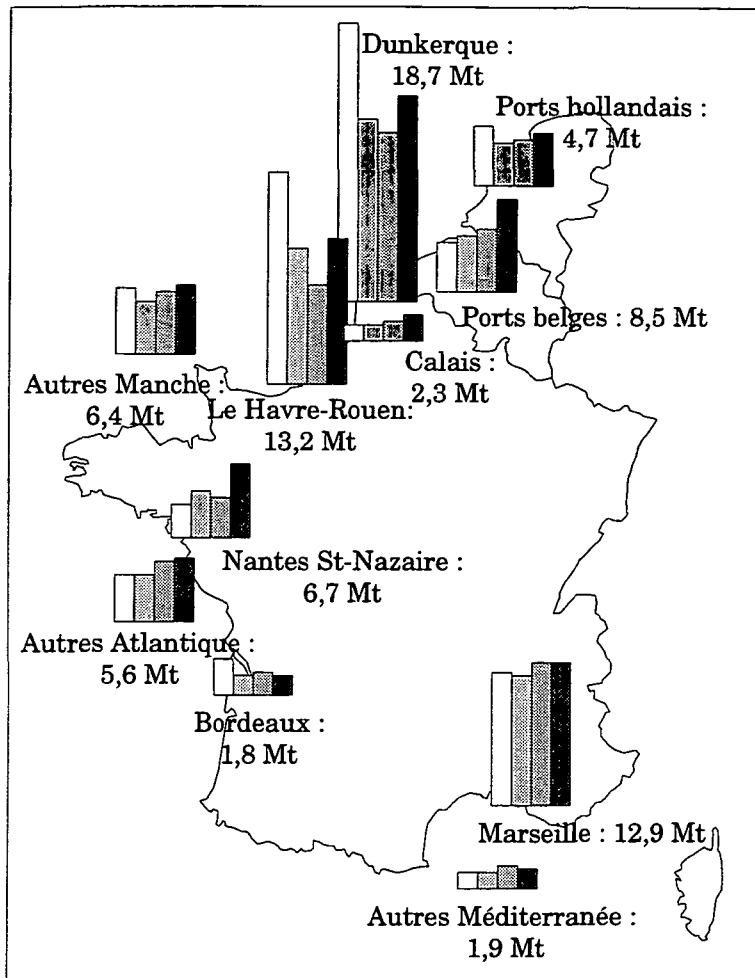 Dunkerque :
18,7 Mt
Ports hollandais :
4,7 Mt
Ports belges : 8,5 Mt
Calais :
2,3 Mt
Autres Manche :
6,4 Mt
Le Havre-Rouen:
13,2 Mt
Nantes St-Nazaire :
6,7 Mt
Autres Atlantique :
5,6 Mt
Bordeaux :
1,8 Mt
Marseille : 12,9 Mt
Autres Méditerranée :
1,9 Mt